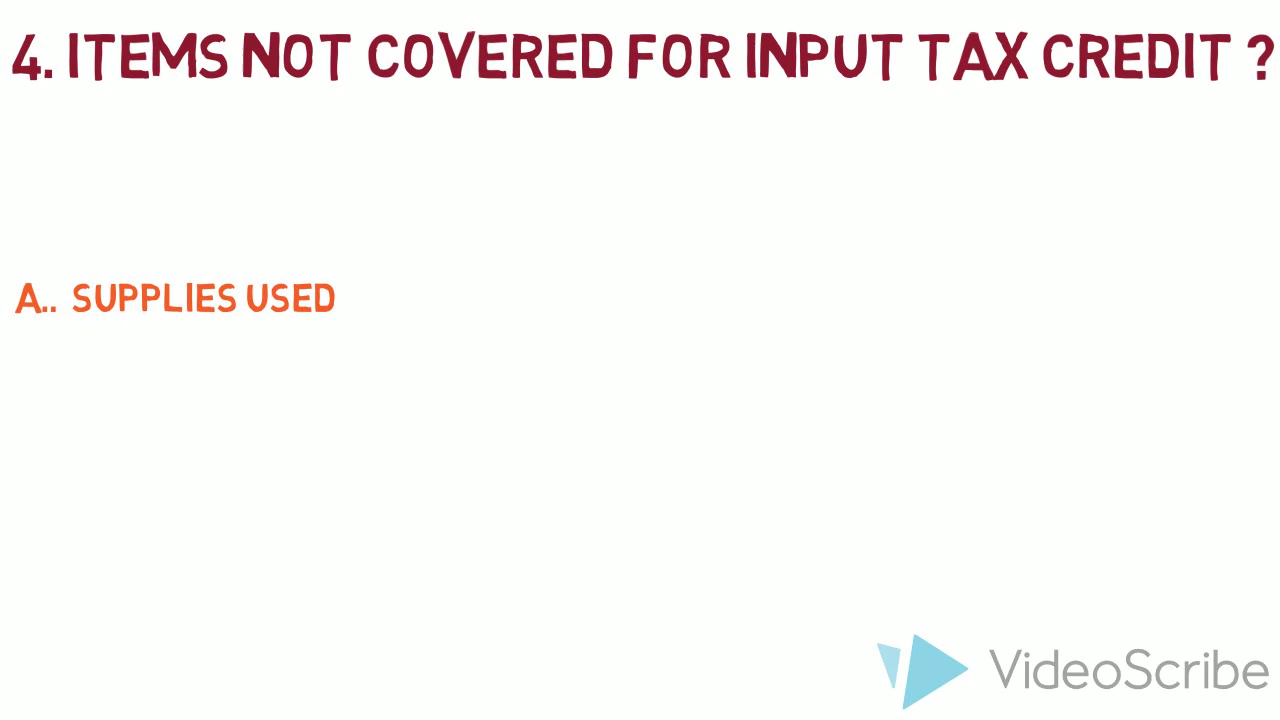 4. ITEMS NOT COVERED FOR INPUT TAX CREDIT ?
A.. SUPPLIES USED
VideoScribe